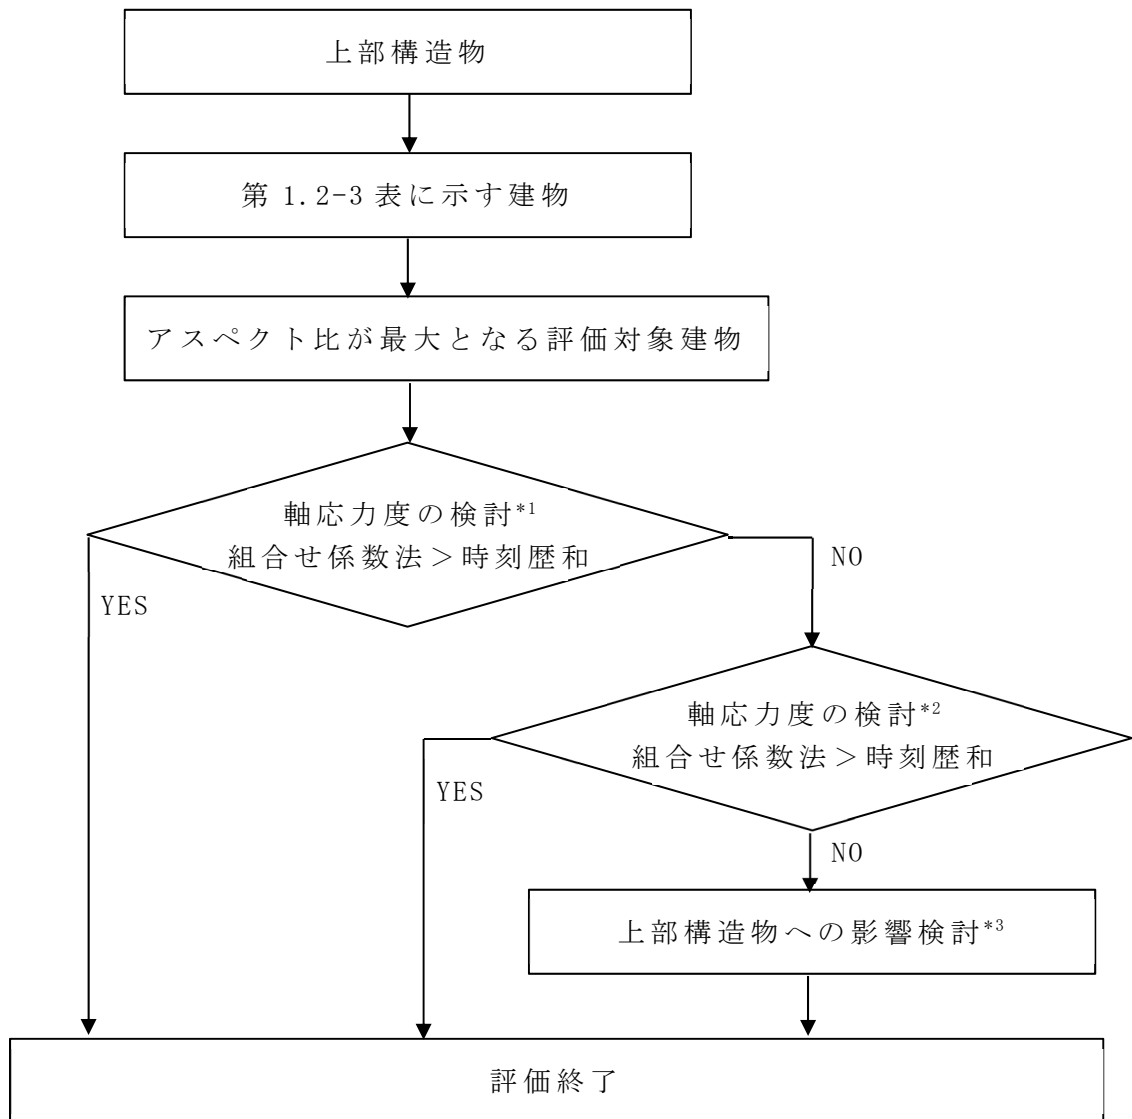 上部構造物
第1.2-3表に示す建物
アスペクト比が最大となる評価対象建物
軸応力度の検討*1
組合せ係数法＞時刻歴和
NO
YES
軸応力度の検討*2
組合せ係数法＞時刻歴和
YES
NO
上部構造物への影響検討*3
評価終了